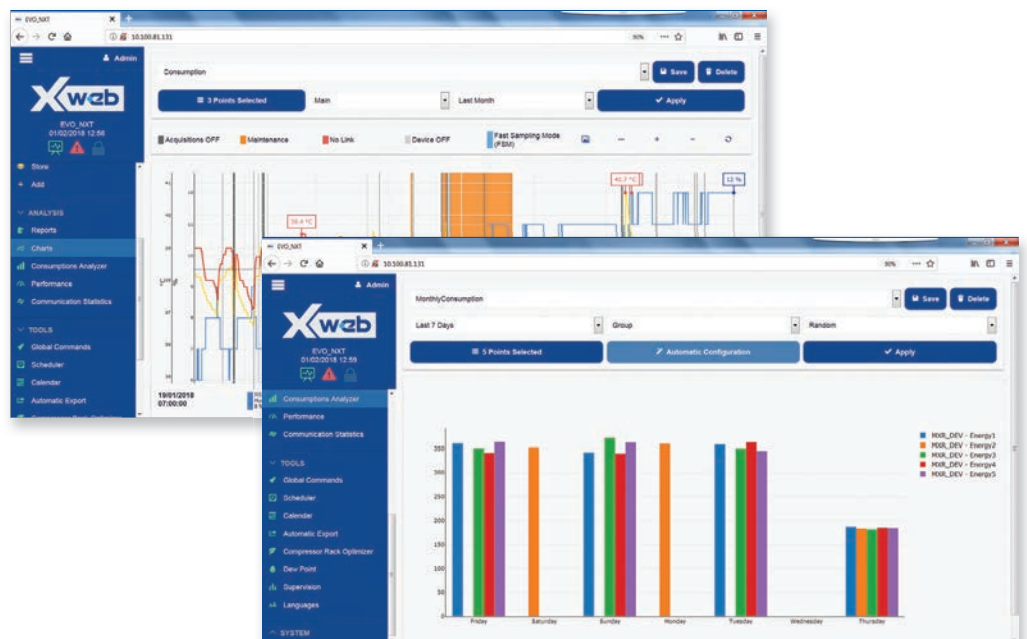 EVO_NXT
10.100.81.131
90%
Admin
Xweb
EVO_NXT
01/02/2018 12:56
Store
Add
ANALYSIS
Reports
Charts
Consumptions Analyzer
Performance
Communication Statistics
TOOLS
Global Commands
Scheduler
Calendar
Automatic Export
Consumption
Save
Delete
3 Points Selected
Main
Last Month
Apply
Acquisitions OFF
Maintenance
No Link
Device OFF
Fast Sampling Mode
(FSM)
12 %
19/01/2018
07:00:00
EVO_NXT
10.100.81.131
90%
Admin
Xweb
EVO_NXT
01/02/2018 12:59
Consumptions Analyzer
Performance
Communication Statistics
TOOLS
Global Commands
Scheduler
Calendar
Automatic Export
Compressor Rack Optimizer
Dew Point
Supervision
Languages
SYSTEM
MonthlyConsumption
Save
Delete
Last 7 Days
Group
Random
5 Points Selected
Automatic Configuration
Apply
350
300
250
200
150
100
50
0
Friday
Saturday
Sunday
Monday
Tuesday
Wednesday
Thursday
MXR_DEV - Energy1
MXR_DEV - Energy2
MXR_DEV - Energy3
MXR_DEV - Energy4
MXR_DEV - Energy5